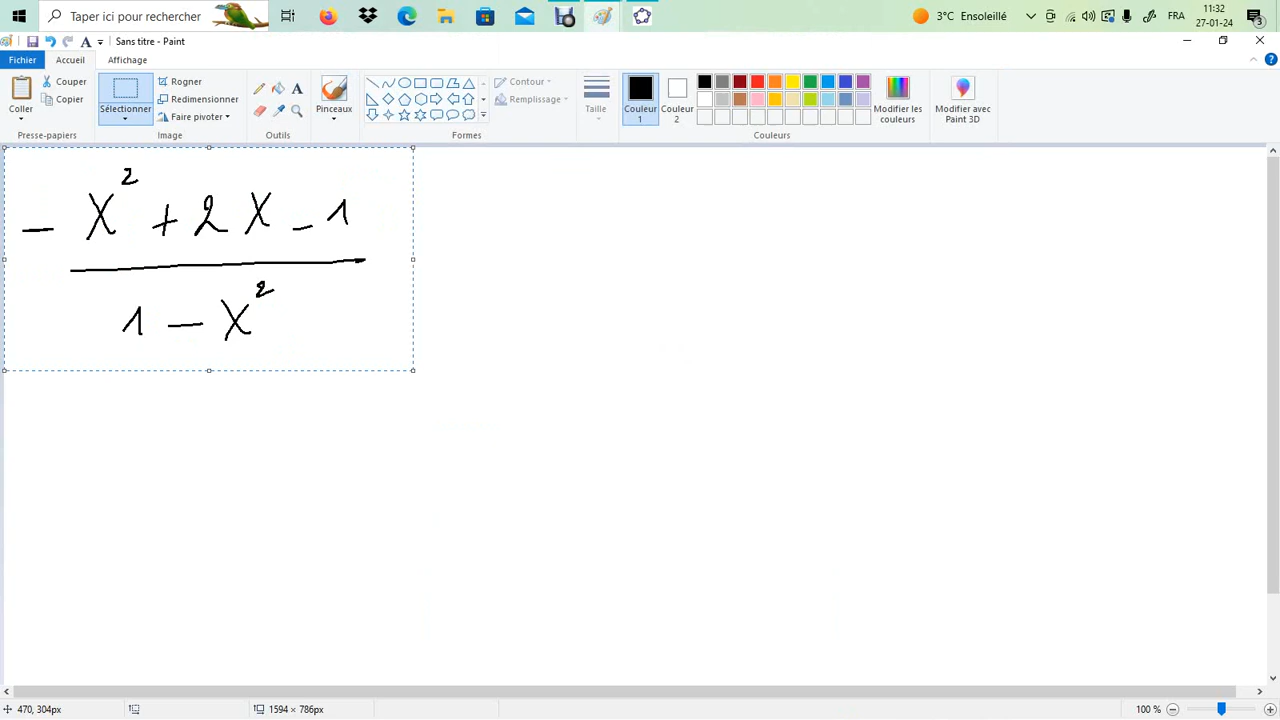 Taper ici pour rechercher
3°C Ensoleillé
FRA
11:32
27-01-24
3
Sans titre - Paint
Fichier
Accueil
Affichage
Coller
Couper
Copier
Presse-papiers
Sélectionner
Rogner
Redimensionner
Faire pivoter
Image
A
Outils
Pinceaux
Contour
Remplissage
Formes
Taille
Couleur
1
Couleur
2
Modifier les
couleurs
Couleurs
Modifier avec
Paint 3D
- X² + 2 X - 1
1 - X²
470, 304px
1594 × 786px
100 %